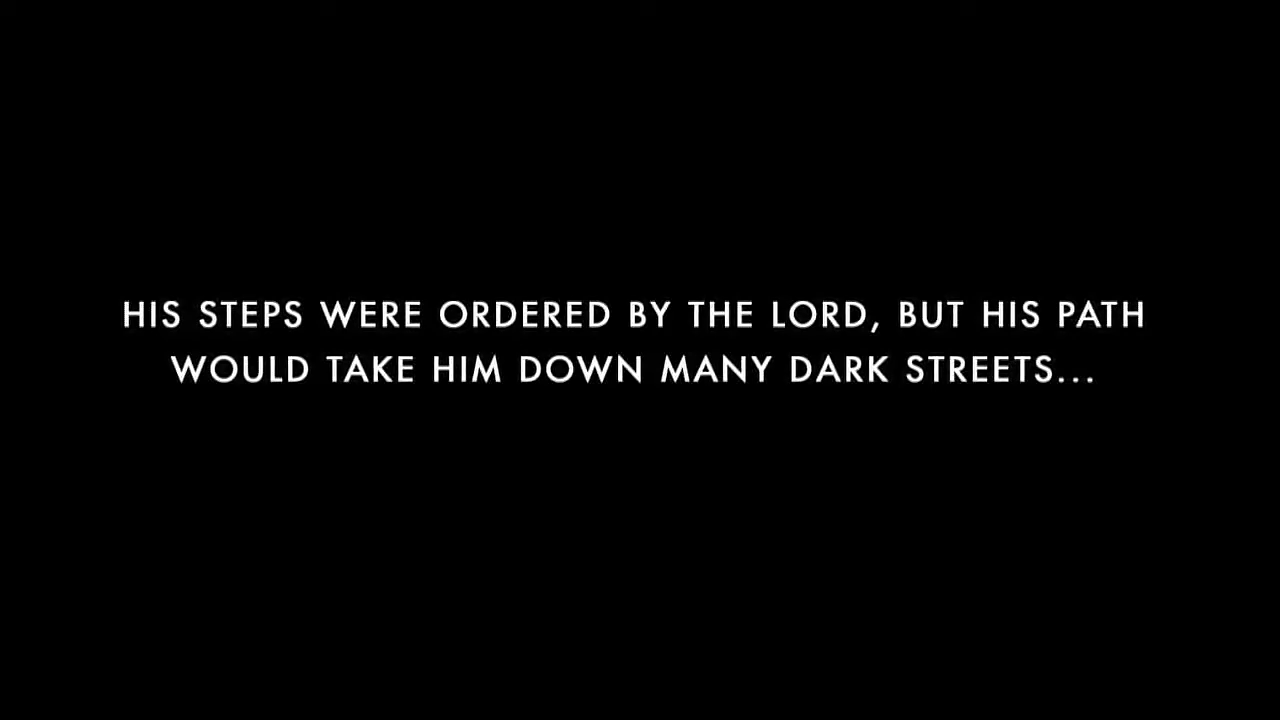 HIS STEPS WERE ORDERED BY THE LORD, BUT HIS PATH
WOULD TAKE HIM DOWN MANY DARK STREETS...